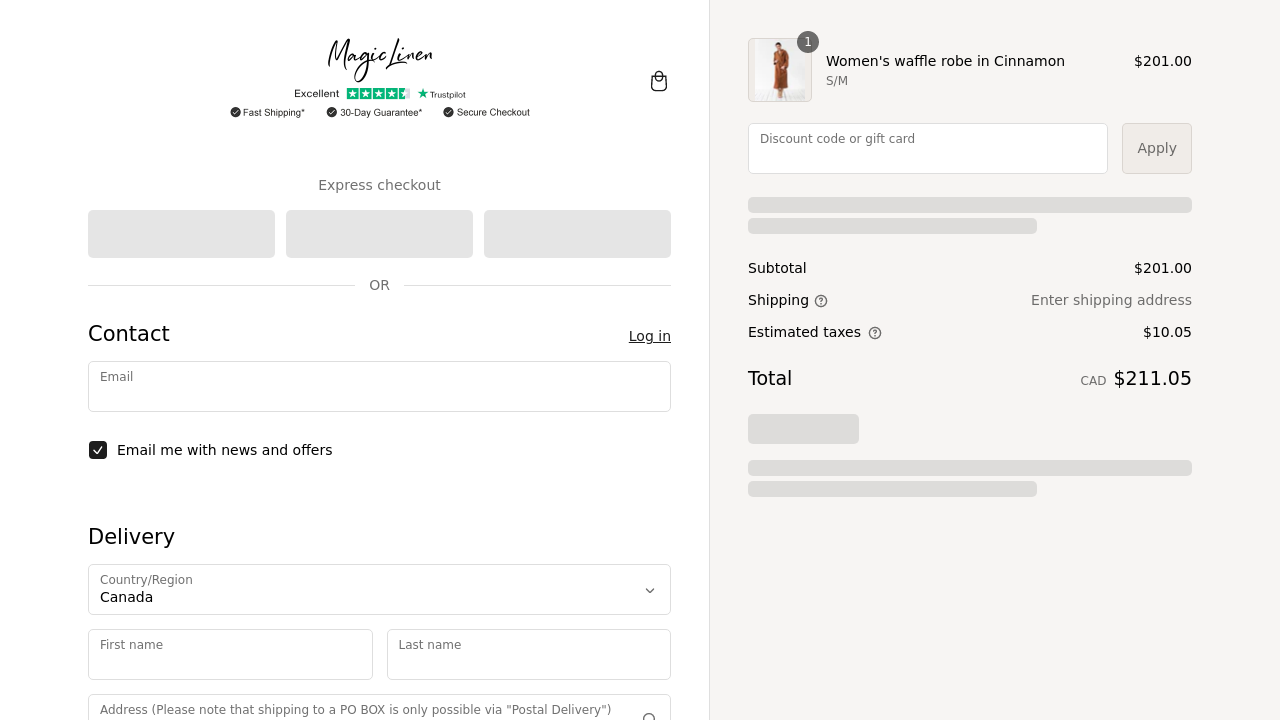 MagicLinen
Excellent Trustpilot
Fast Shipping* 30-Day Guarantee* Secure Checkout
Express checkout
OR
Contact
Log in
Email
Email me with news and offers
Delivery
Country/Region
Canada
First name
Last name
Address (Please note that shipping to a PO BOX is only possible via "Postal Delivery")
1
Women's waffle robe in Cinnamon $201.00
S/M
Discount code or gift card
Apply
Subtotal $201.00
Shipping Enter shipping address
Estimated taxes $10.05
Total CAD $211.05